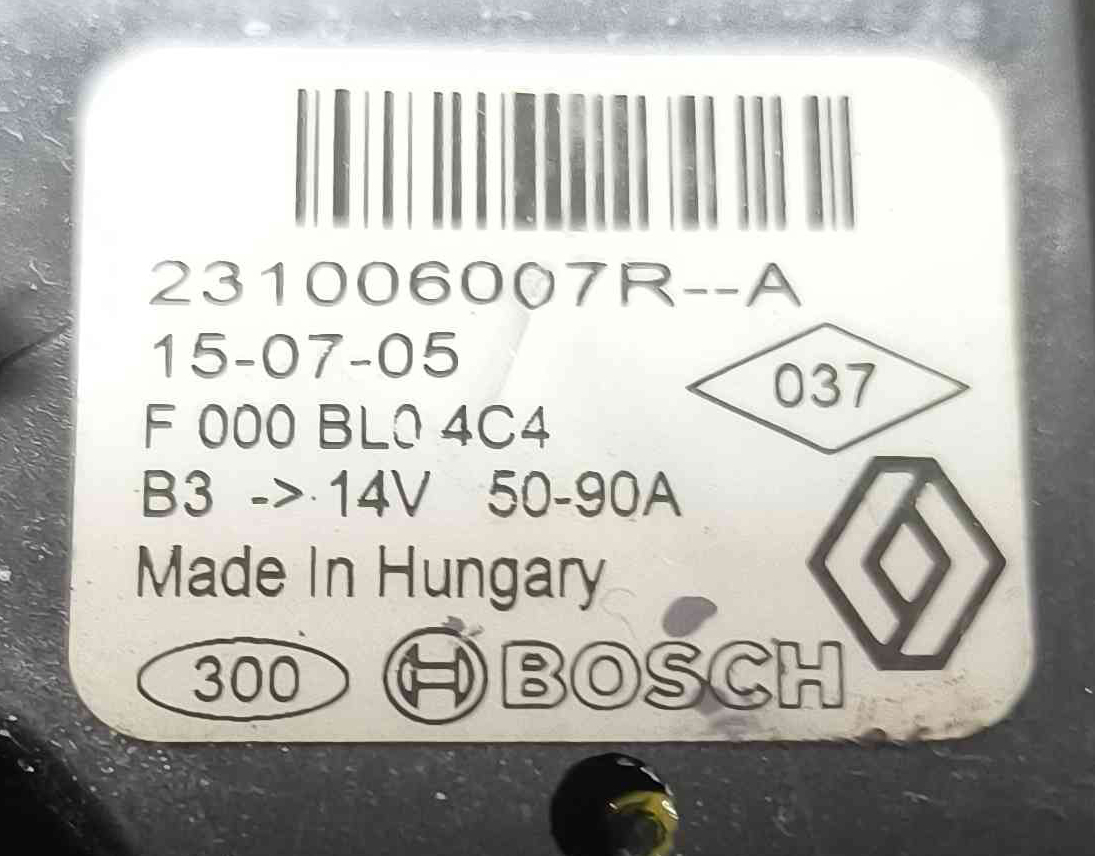 231006007R--A
15-07-05
037
F 000 BL0 4C4
B3 -> 14V 50-90A
Made In Hungary
300 BOSCH